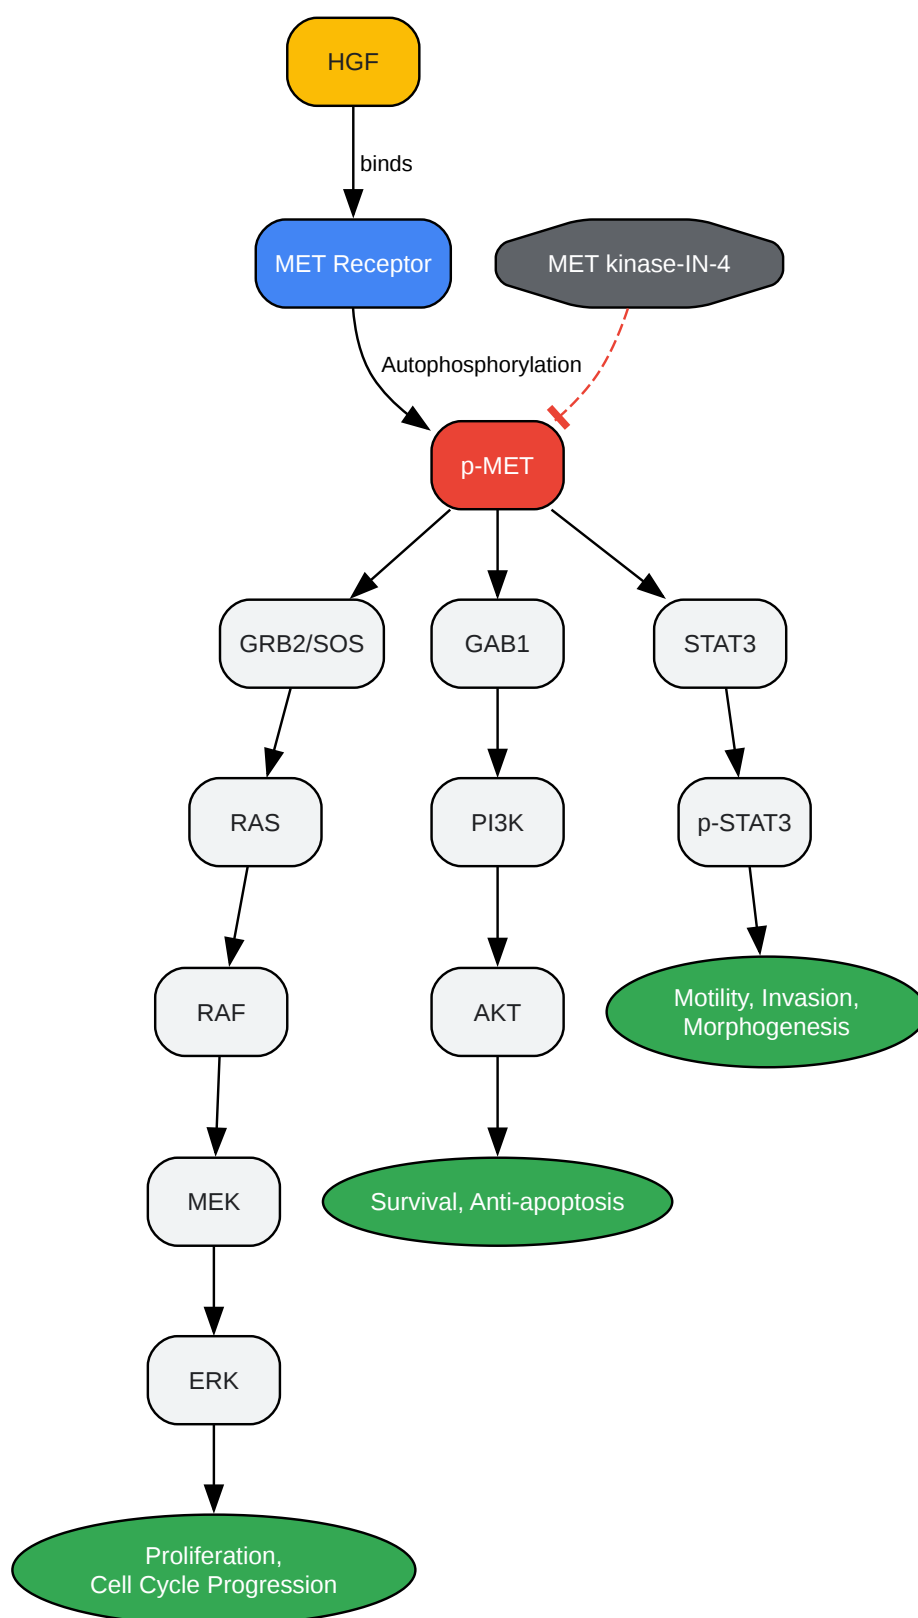 HGF
binds
MET Receptor
MET kinase-IN-4
Autophosphorylation
p-MET
GRB2/SOS
GAB1
STAT3
RAS
PI3K
p-STAT3
RAF
AKT
Motility, Invasion,
Morphogenesis
MEK
Survival, Anti-apoptosis
ERK
Proliferation,
Cell Cycle Progression